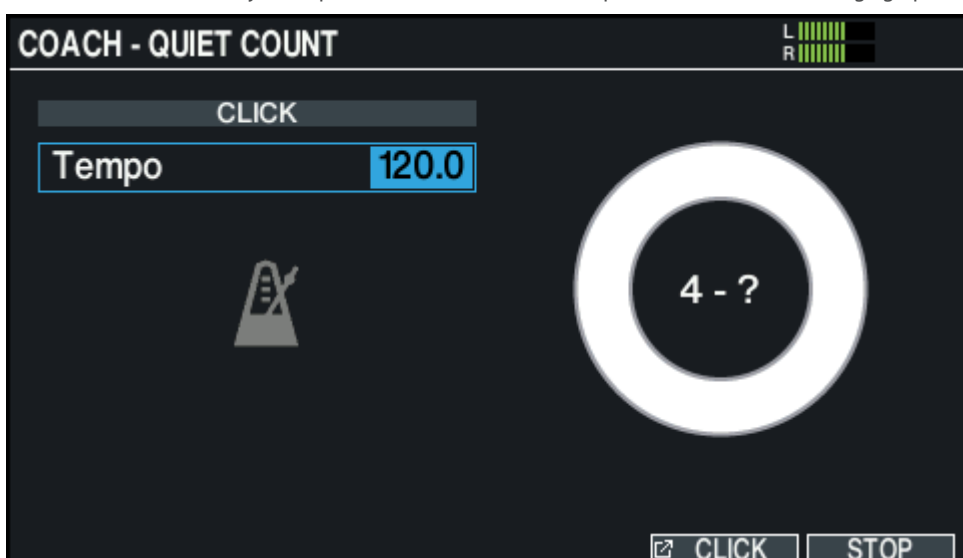 COACH - QUIET COUNT
L
R
CLICK
Tempo 120.0
4 - ?
CLICK STOP